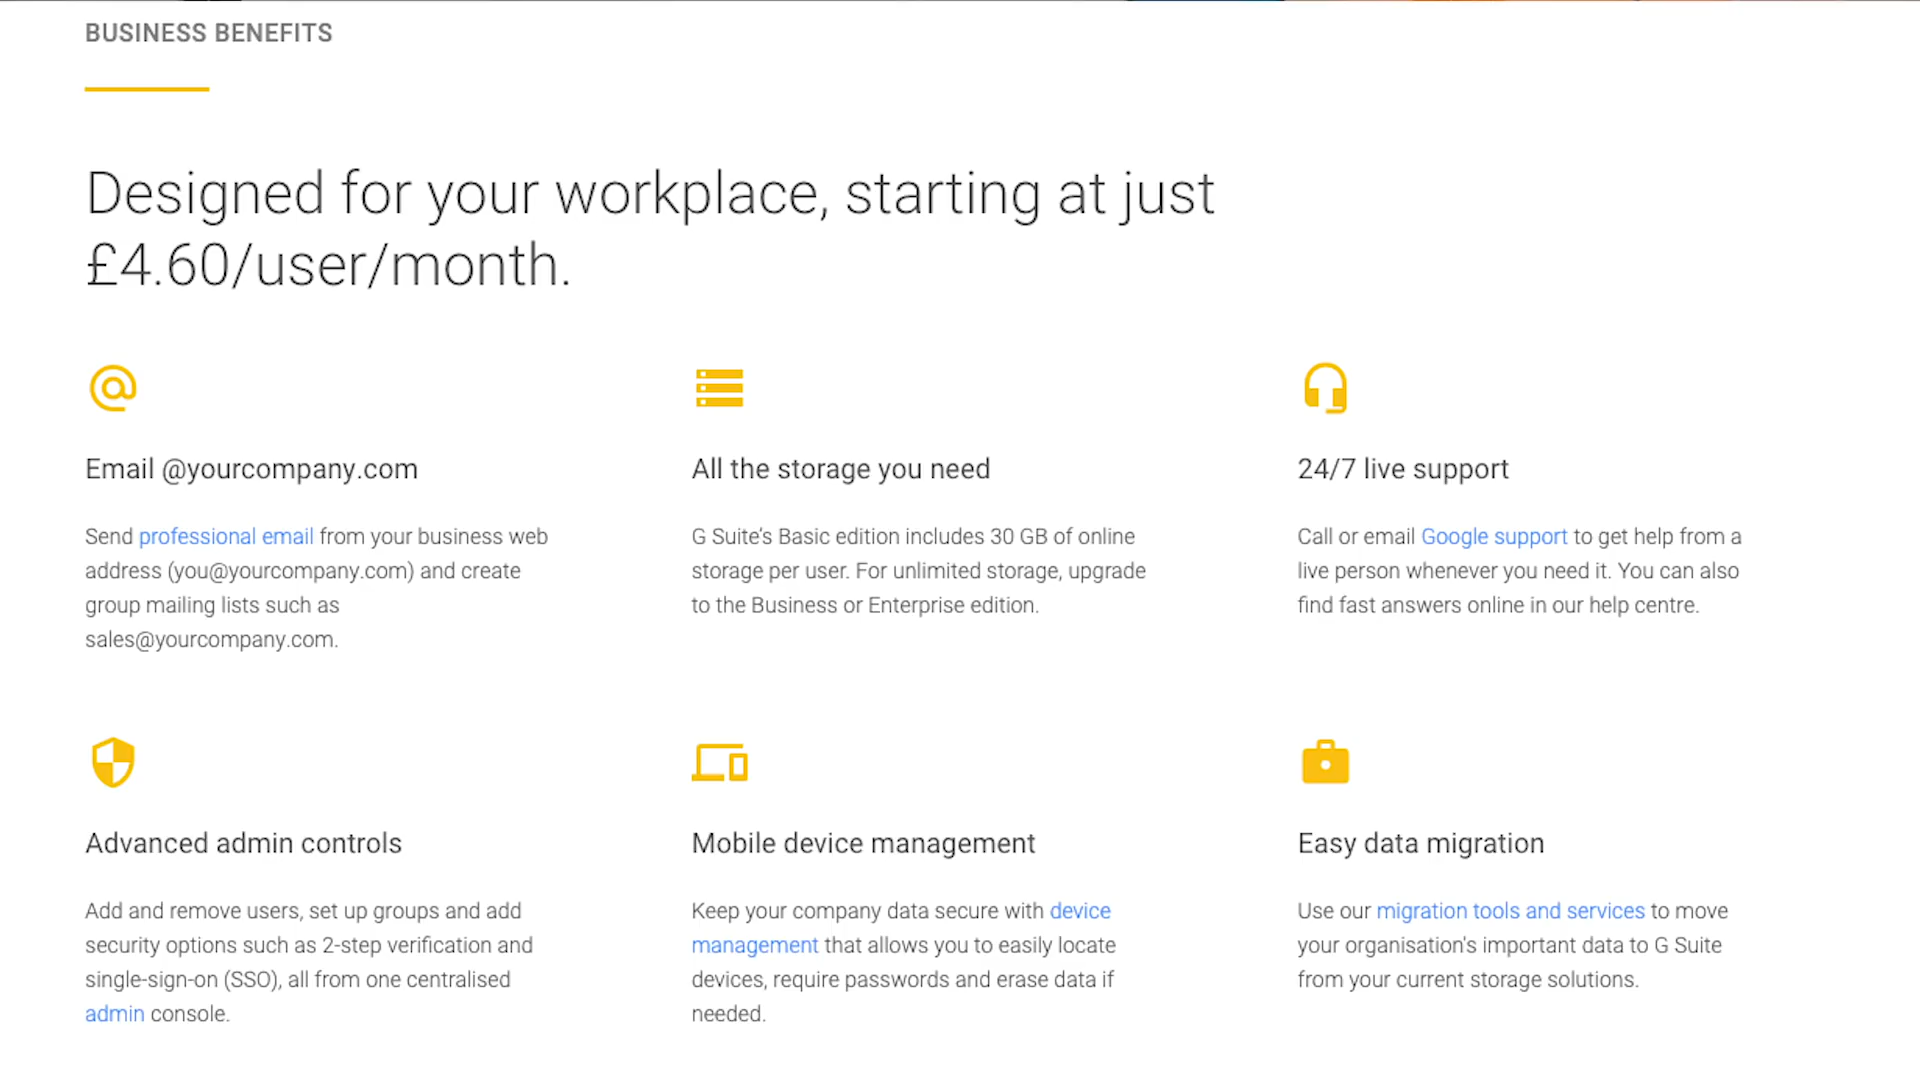 BUSINESS BENEFITS
Designed for your workplace, starting at just
£4.60/user/month.
Email @yourcompany.com
Send professional email from your business web
address (you@yourcompany.com) and create
group mailing lists such as
sales@yourcompany.com.
All the storage you need
G Suite's Basic edition includes 30 GB of online
storage per user. For unlimited storage, upgrade
to the Business or Enterprise edition.
24/7 live support
Call or email Google support to get help from a
live person whenever you need it. You can also
find fast answers online in our help centre.
Advanced admin controls
Add and remove users, set up groups and add
security options such as 2-step verification and
single-sign-on (SSO), all from one centralised
admin console.
Mobile device management
Keep your company data secure with device
management that allows you to easily locate
devices, require passwords and erase data if
needed.
Easy data migration
Use our migration tools and services to move
your organisation's important data to G Suite
from your current storage solutions.